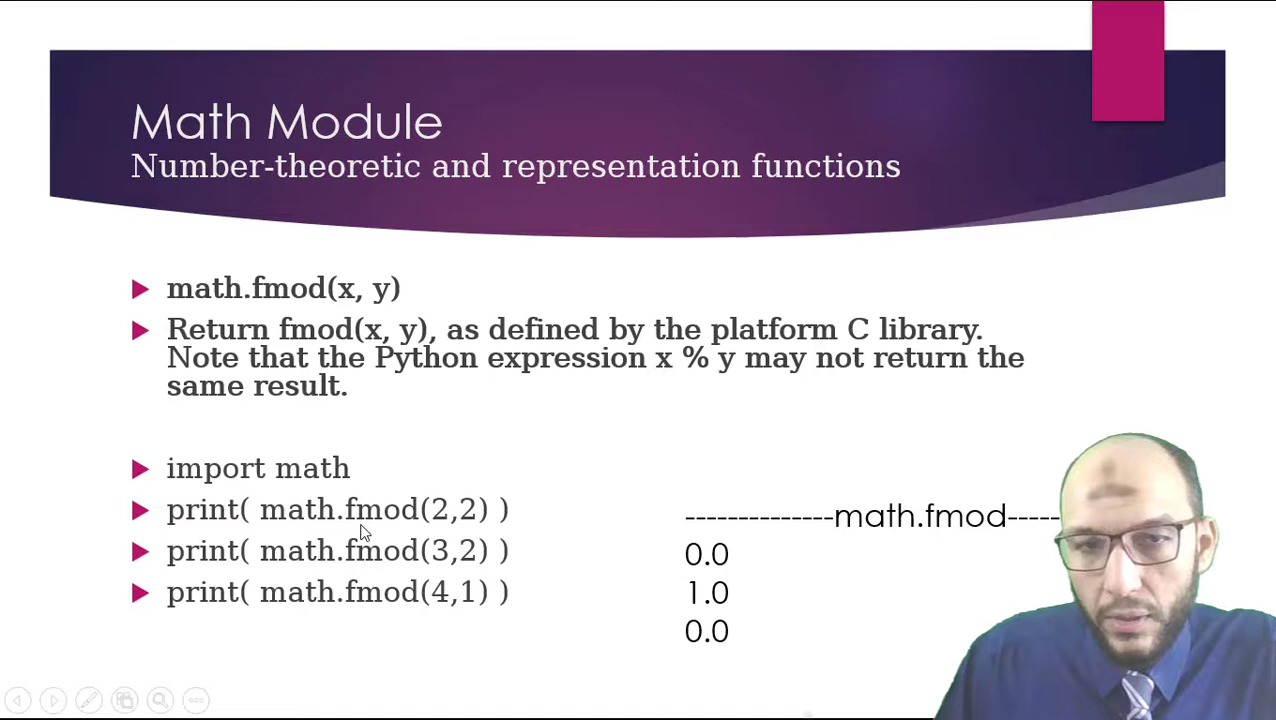 Math Module
Number-theoretic and representation functions
math.fmod(x, y)
Return fmod(x, y), as defined by the platform C library.
Note that the Python expression x % y may not return the
same result.
import math
print( math.fmod(2,2) )
print( math.fmod(3,2) )
print( math.fmod(4,1) )
--------------math.fmod-----
0.0
1.0
0.0